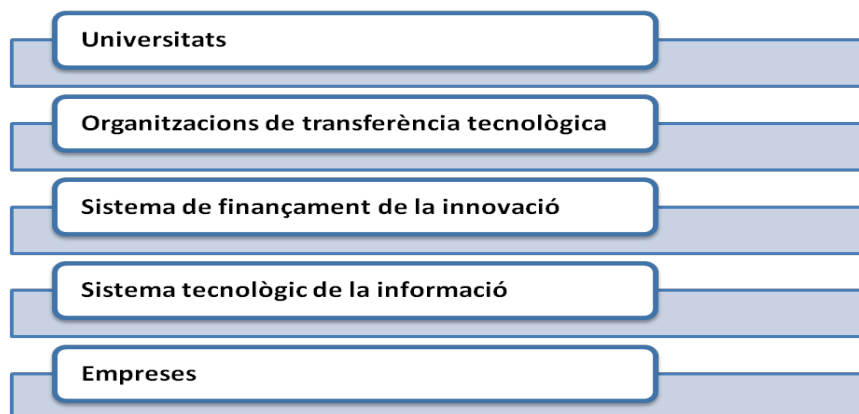 Universitats
Organitzacions de transferència tecnològica
Sistema de finançament de la innovació
Sistema tecnològic de la informació
Empreses